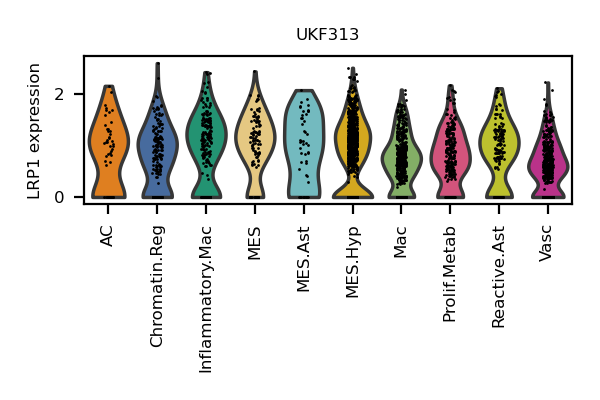 UKF313
LRP1 expression
2
0
AC
Chromatin.Reg
Inflammatory.Mac
MES
MES.Ast
MES.Hyp
Mac
Prolif.Metab
Reactive.Ast
Vasc